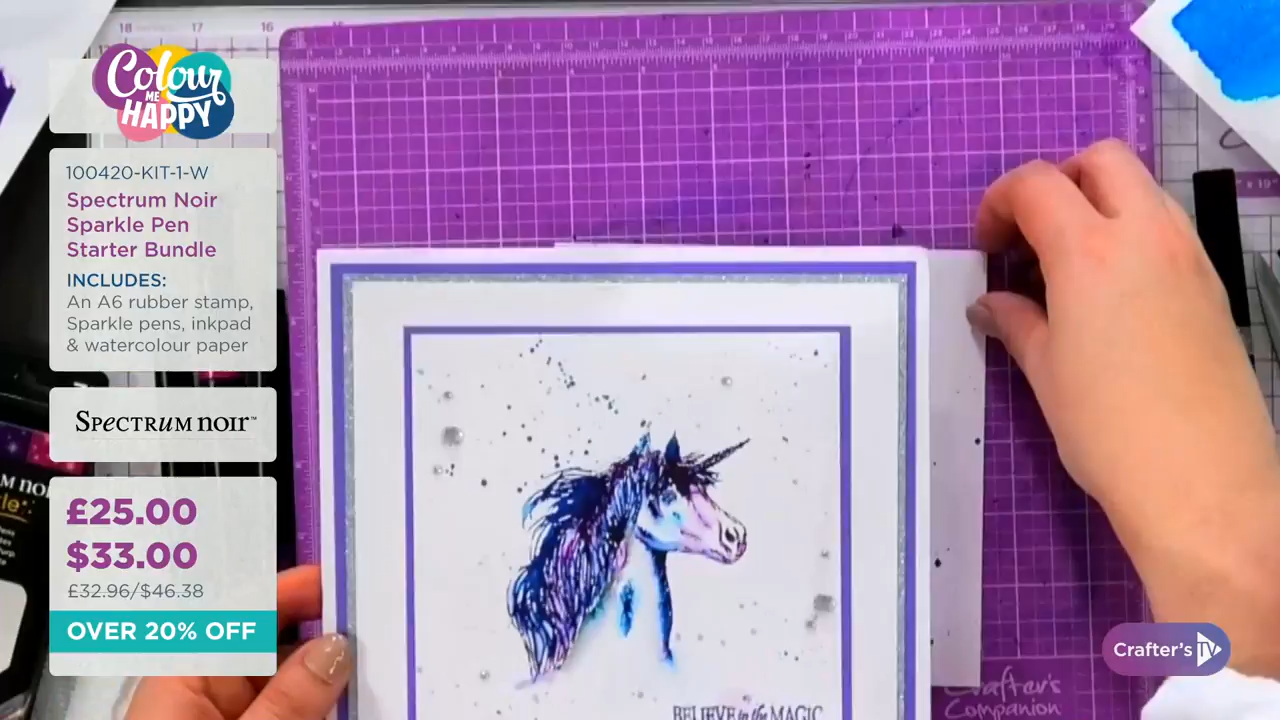 Colour
ME
HAPPY
100420-KIT-1-W
Spectrum Noir
Sparkle Pen
Starter Bundle
INCLUDES:
An A6 rubber stamp,
Sparkle pens, inkpad
& watercolour paper
SPECTRUM NOIR™
£25.00
$33.00
£32.96/$46.38
OVER 20% OFF
18 17 16
BELIEVE in the MAGIC
Crafter's TV
Crafter's
Companion